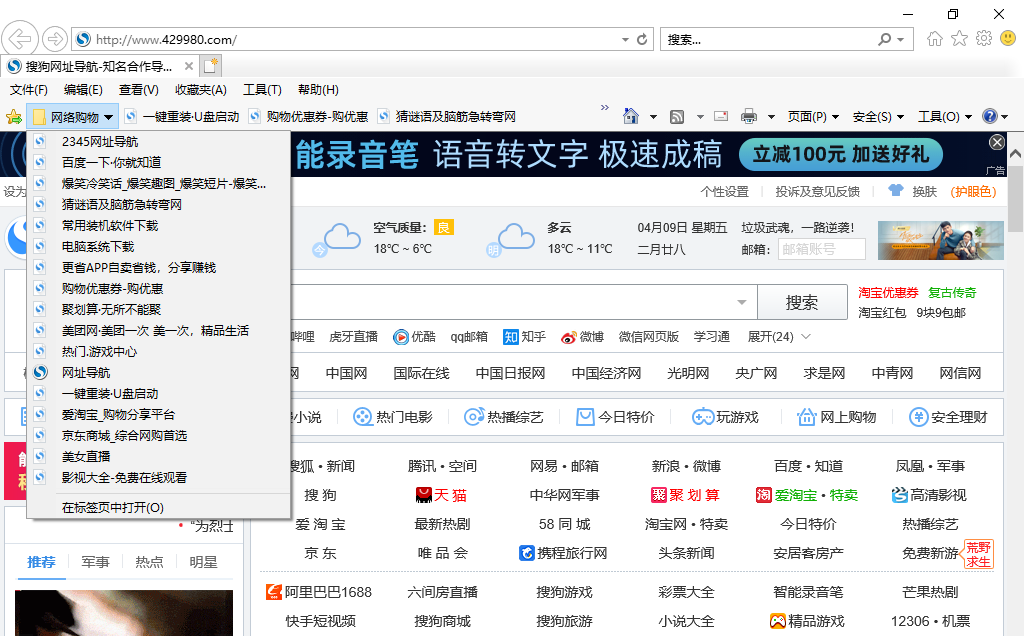 http://www.429980.com/
搜索...
搜狗网址导航-知名合作导...
文件(F) 编辑(E) 查看(V) 收藏夹(A) 工具(T) 帮助(H)
网络购物 一键重装·U盘启动 购物优惠券-购优惠 猜谜语及脑筋急转弯网 » 页面(P) 安全(S) 工具(O)
2345网址导航
百度一下·你就知道
爆笑冷笑话_爆笑趣图_爆笑短片-爆笑...
猜谜语及脑筋急转弯网
常用装机软件下载
电脑系统下载
更省APP自卖省钱，分享赚钱
购物优惠券-购优惠
聚划算·无所不能聚
美团网·美团一次 美一次，精品生活
热门.游戏中心
网址导航
一键重装·U盘启动
爱淘宝_购物分享平台
京东商城_综合网购首选
美女直播
影视大全-免费在线观看
在标签页中打开(O)
能录音笔 语音转文字 极速成稿 立减100元 加送好礼
广告
设为
个性设置 投诉及意见反馈 换肤 (护眼色)
今 空气质量: 良 18℃ ~ 6℃
明 多云 18℃ ~ 11℃
04月09日 星期五
二月廿八
垃圾武魂，一路逆袭!
邮箱: 邮箱账号
搜索
淘宝优惠券 复古传奇
淘宝红包 9块9包邮
哔哩 虎牙直播 优酷 qq邮箱 知 知乎 微博 微信网页版 学习通 展开(24)
网 中国网 国际在线 中国日报网 中国经济网 光明网 央广网 求是网 中青网 网信网
小说 热门电影 热播综艺 今日特价 玩游戏 网上购物 安全理财
搜狐 • 新闻 腾讯 • 空间 网易 • 邮箱 新浪 • 微博 百度 • 知道 凤凰 • 军事
搜 狗 天 猫 中华网军事 聚 划 算 淘 爱淘宝 • 特卖 高清影视
爱 淘 宝 最新热剧 58 同 城 淘宝网 • 特卖 今日特价 热播综艺
京 东 唯 品 会 携程旅行网 头条新闻 安居客房产 免费新游 荒野
求生
阿里巴巴1688 六间房直播 搜狗游戏 彩票大全 智能录音笔 芒果热剧
快手短视频 搜狗商城 搜狗旅游 小说大全 精品游戏 12306 • 机票
• “为烈士
推荐 军事 热点 明星